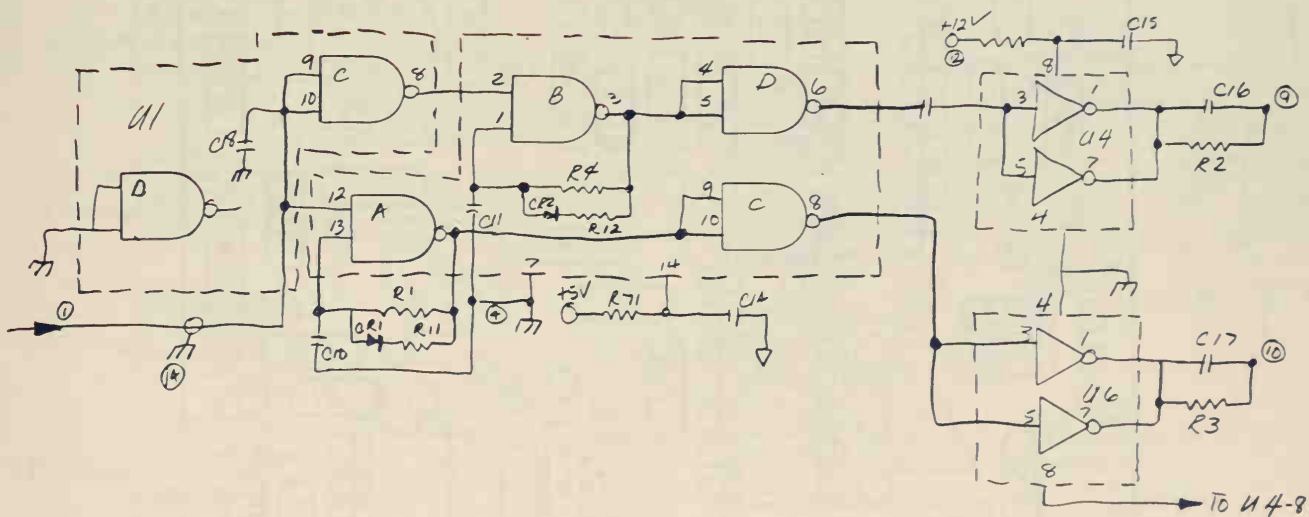 +12V
C15
②
8
9
C
8
10
2
B
3
1
4
D
6
5
3
1
C16
⑨
U1
C18
U4
5
7
R2
4
D
R4
12
A
13
C11
CR2
R12
9
C
8
10
7
14
①
R1
④
+5V
R71
C14
4
CR1
R11
C10
⑭
3
1
C17
⑩
U6
5
7
R3
8
TO U4-8